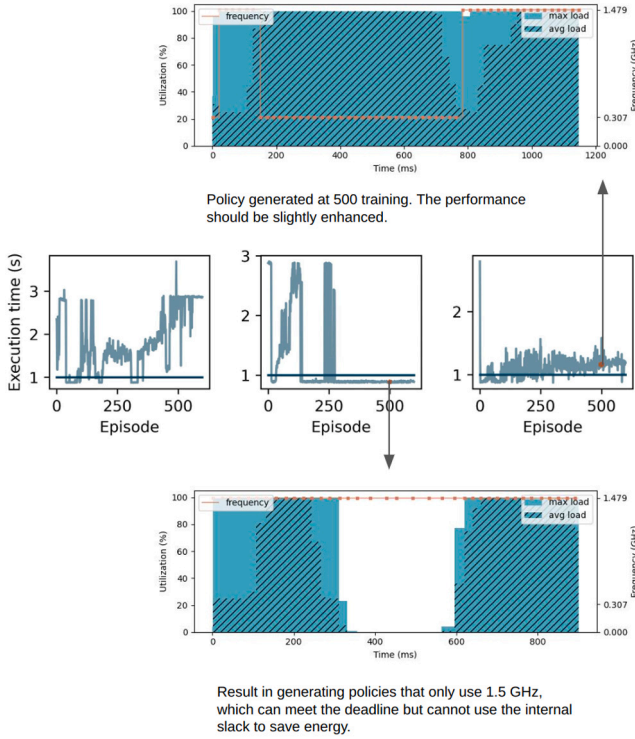 100
80
60
40
20
0
Utilization (%)
frequency
max load
avg load
1.479
0.307
0.000
Frequency (GHz)
0
200
400
600
800
1000
1200
Time (ms)
Policy generated at 500 training. The performance
should be slightly enhanced.
Execution time (s)
3
2
1
0
500
Episode
3
2
1
0
500
Episode
2
1
0
500
Episode
100
80
60
40
20
0
Utilization (%)
frequency
max load
avg load
1.479
0.307
0.000
Frequency (GHz)
0
200
400
600
800
Time (ms)
Result in generating policies that only use 1.5 GHz,
which can meet the deadline but cannot use the internal
slack to save energy.